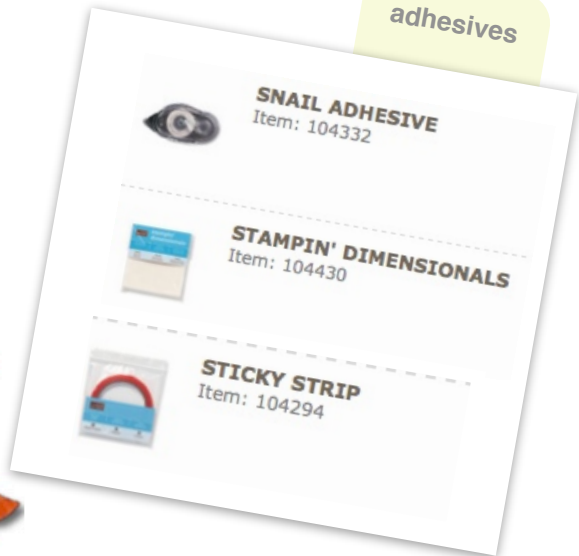 adhesives
SNAIL ADHESIVE
Item: 104332
STAMPIN' DIMENSIONALS
Item: 104430
STICKY STRIP
Item: 104294